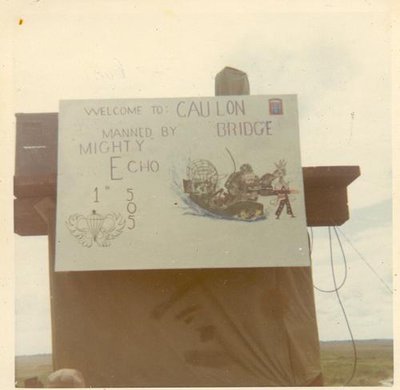 WELCOME TO: CAU LON
MANNED BY BRIDGE
MIGHTY
ECHO
1st 505